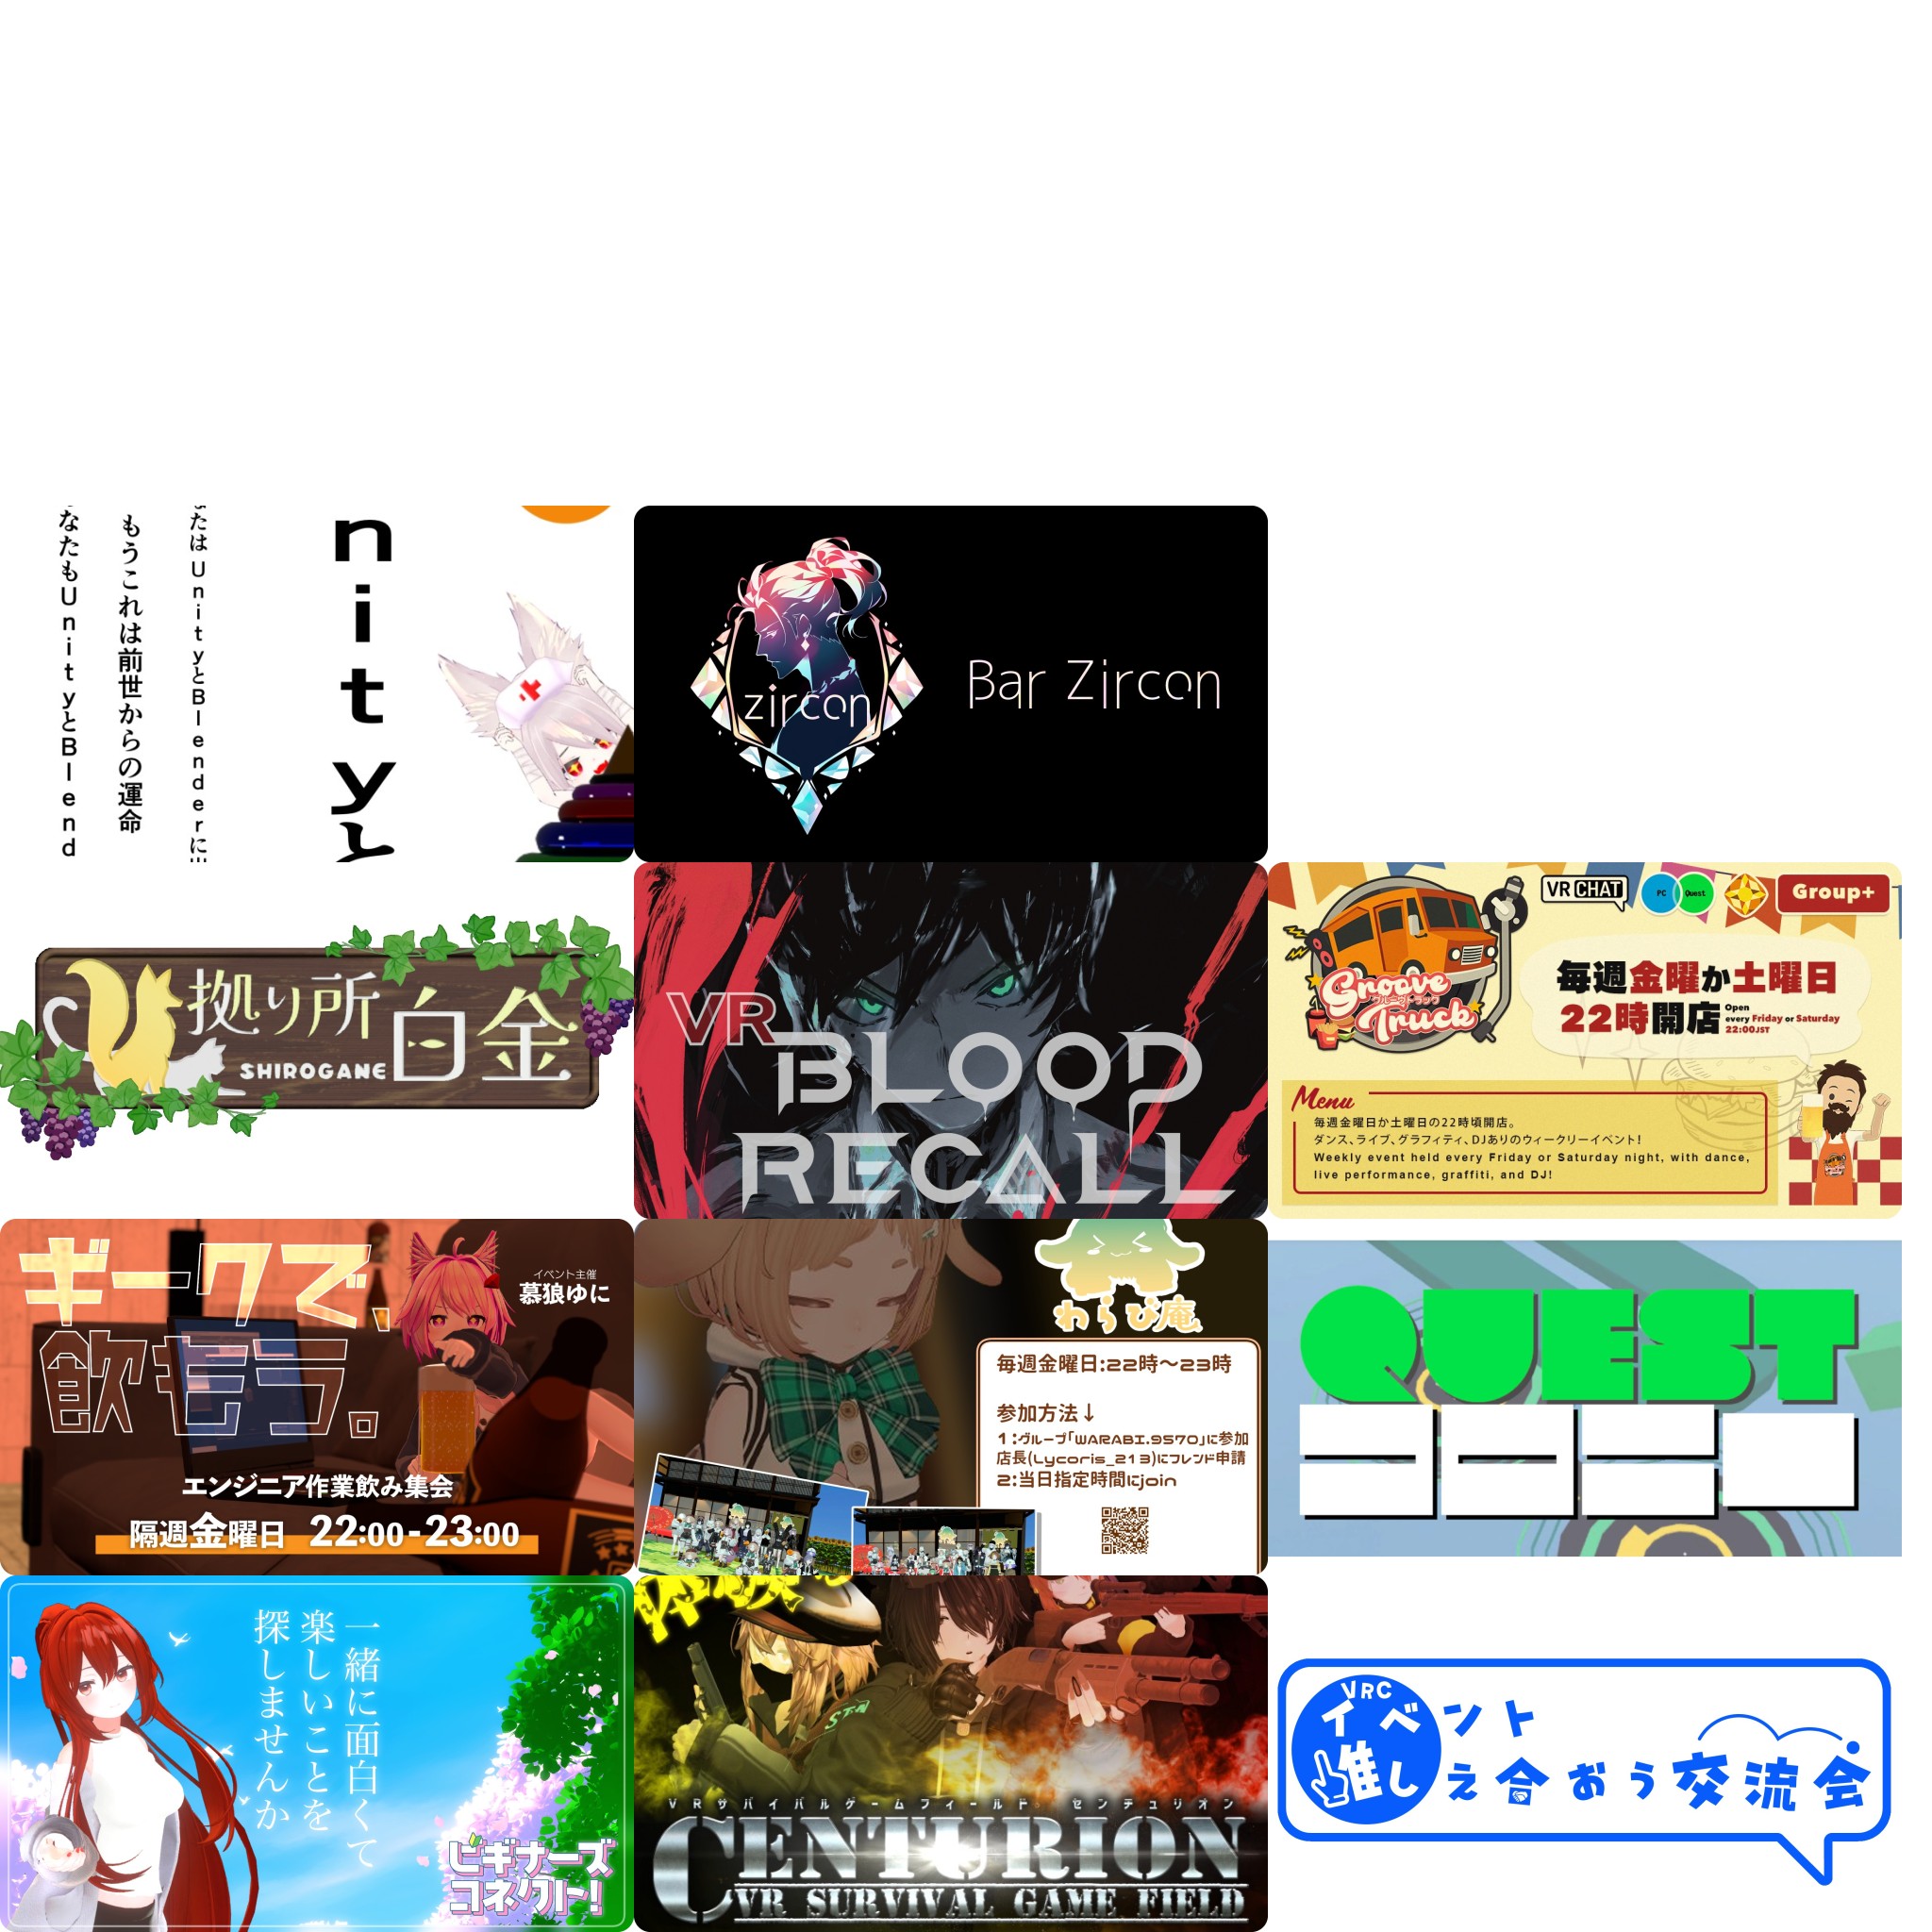 もうこれは前世からの運命
なたもUnityとBlend
たは UnityとBlenderに
nityと
zircon
Bar Zircon
拠り所
白金
SHIROGANE
VR
BLOOD
RECALL
Groove
グルーヴトラック
Truck
VRCHAT
PC
Quest
Group+
毎週金曜か土曜日
22時開店
Open
every Friday or Saturday
22:00JST
Menu
毎週金曜日か土曜日の22時頃開店。
ダンス、ライブ、グラフィティ、DJありのウィークリーイベント!
Weekly event held every Friday or Saturday night, with dance,
live performance, graffiti, and DJ!
ギークで、
飲もう。
イベント主催
慕狼ゆに
エンジニア作業飲み集会
隔週金曜日 22:00-23:00
わらび庵
毎週金曜日:22時～23時
参加方法↓
1:グループ「WARABI.9570」に参加
店長(Lycoris_213)にフレンド申請
2:当日指定時間にjoin
QUEST
コロニー
一緒に面白くて
楽しいことを
探しませんか
ビギナーズ
コネクト!
STN
VRサバイバルゲームフィールド センチュリオン
CENTURION
VR SURVIVAL GAME FIELD
VRC
イベント
推し え合おう交流会